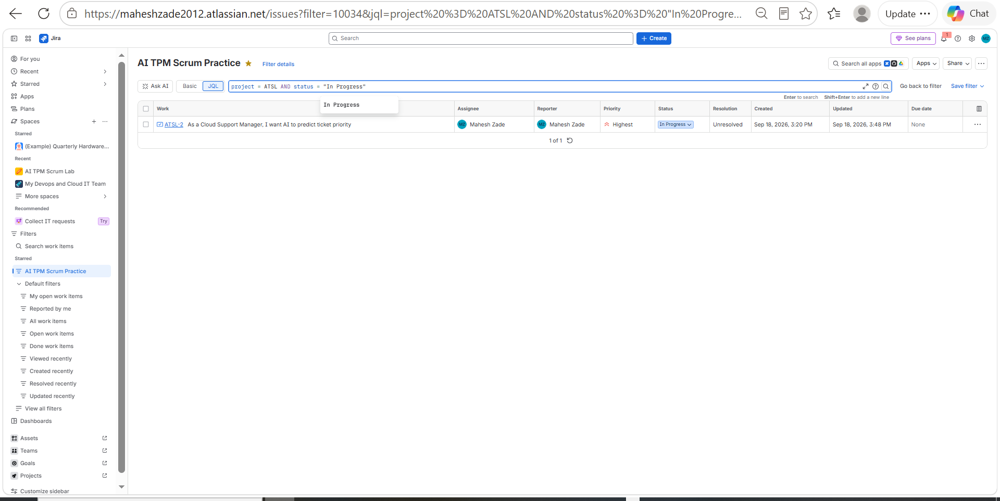 https://maheshzade2012.atlassian.net/issues?filter=10034&jql=project%20%3D%20ATSL%20AND%20status%20%3D%20"In%20Progre...
Update
Chat
Jira
Search
Create
See plans
1
MZ
For you
Recent
Starred
Apps
Plans
Spaces
Starred
(Example) Quarterly Hardware...
Recent
AI TPM Scrum Lab
My Devops and Cloud IT Team
More spaces
Recommended
Collect IT requests Try
Filters
Search work items
Starred
AI TPM Scrum Practice
Default filters
My open work items
Reported by me
All work items
Open work items
Done work items
Viewed recently
Created recently
Resolved recently
Updated recently
View all filters
Dashboards
Assets
Teams
Goals
Projects
Customize sidebar
AI TPM Scrum Practice Filter details
Search all apps Apps Share
Ask AI Basic JQL project = ATSL AND status = "In Progress" Go back to filter Save filter
Enter to search Shift+Enter to add a new line
In Progress
Work Assignee Reporter Priority Status Resolution Created Updated Due date
ATSL-2 As a Cloud Support Manager, I want AI to predict ticket priority MZ Mahesh Zade MZ Mahesh Zade Highest In Progress Unresolved Sep 18, 2026, 3:20 PM Sep 18, 2026, 3:48 PM None
1 of 1